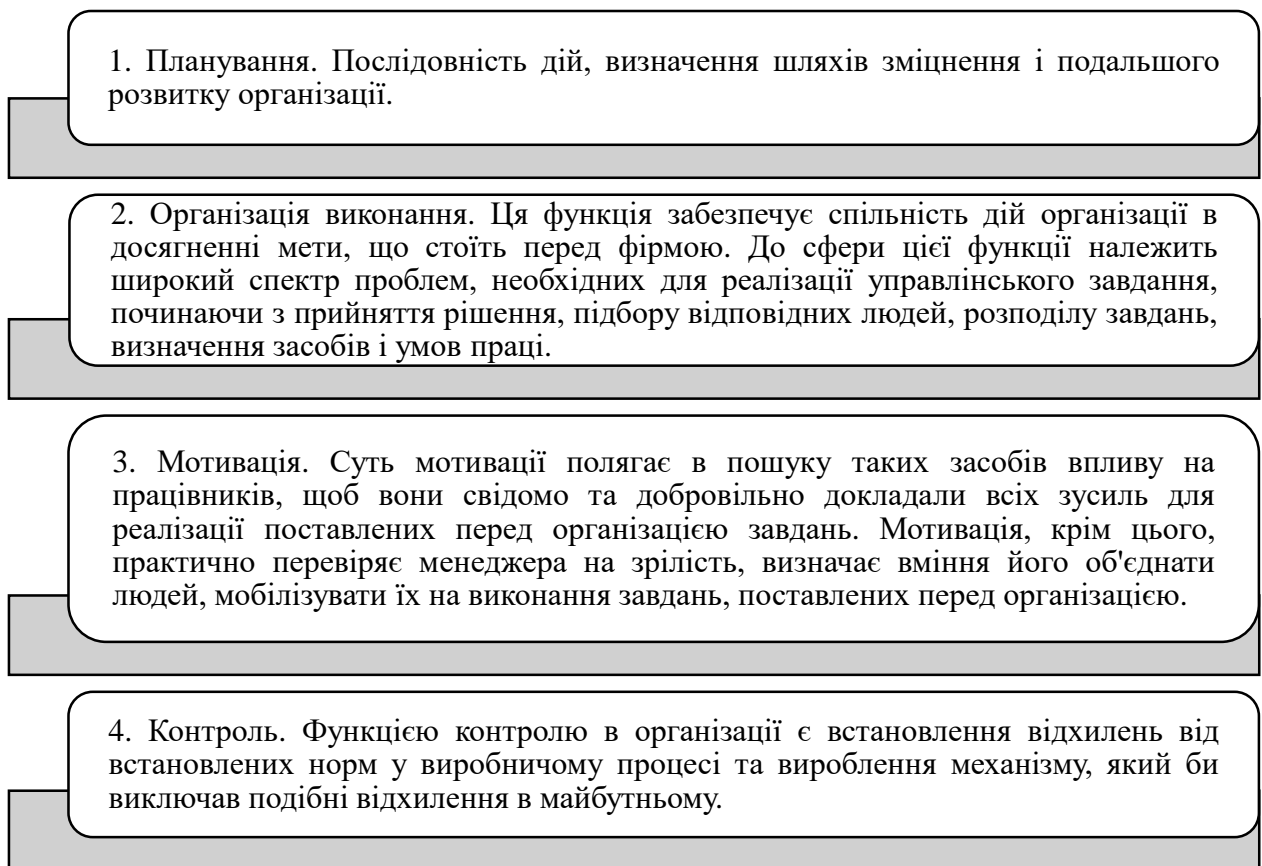 1. Планування. Послідовність дій, визначення шляхів зміцнення і подальшого
розвитку організації.
2. Організація виконання. Ця функція забезпечує спільність дій організації в
досягненні мети, що стоїть перед фірмою. До сфери цієї функції належить
широкий спектр проблем, необхідних для реалізації управлінського завдання,
починаючи з прийняття рішення, підбору відповідних людей, розподілу завдань,
визначення засобів і умов праці.
3. Мотивація. Суть мотивації полягає в пошуку таких засобів впливу на
працівників, щоб вони свідомо та добровільно докладали всіх зусиль для
реалізації поставлених перед організацією завдань. Мотивація, крім цього,
практично перевіряє менеджера на зрілість, визначає вміння його об'єднати
людей, мобілізувати їх на виконання завдань, поставлених перед організацією.
4. Контроль. Функцією контролю в організації є встановлення відхилень від
встановлених норм у виробничому процесі та вироблення механізму, який би
виключав подібні відхилення в майбутньому.